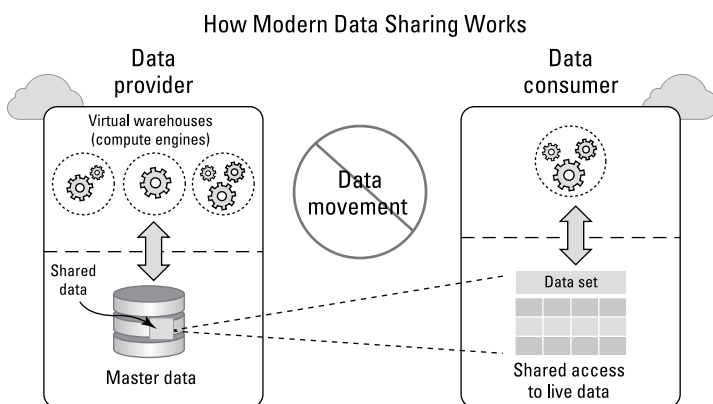 How Modern Data Sharing Works
Data
provider
Virtual warehouses
(compute engines)
Shared
data
Master data
Data
movement
Data
consumer
Data set
Shared access
to live data